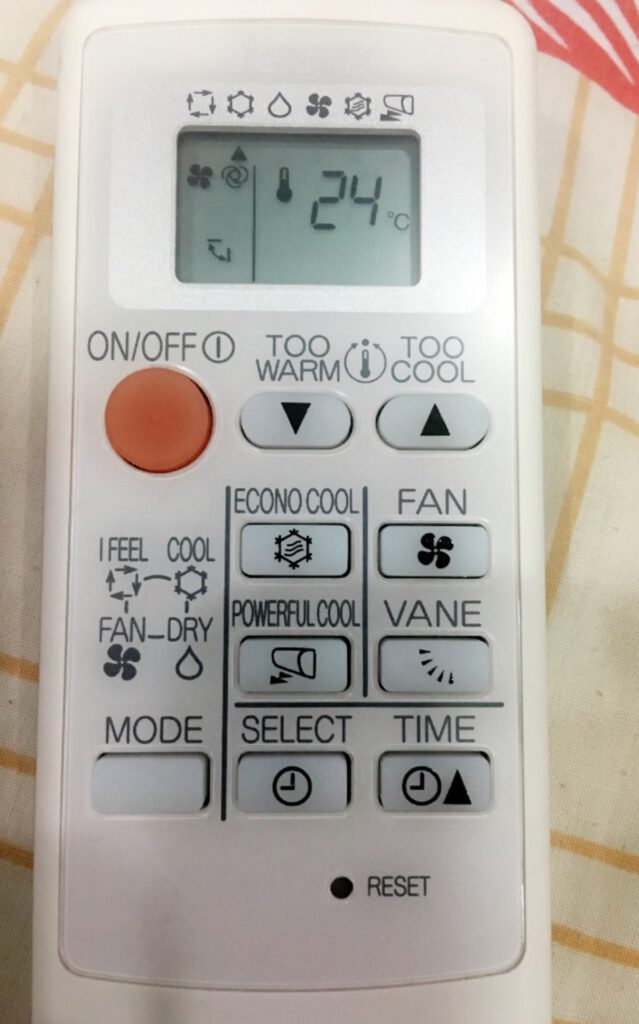 24 °C
ON/OFF
TOO WARM
TOO COOL
ECONO COOL
FAN
I FEEL
COOL
FAN
DRY
POWERFUL COOL
VANE
MODE
SELECT
TIME
RESET